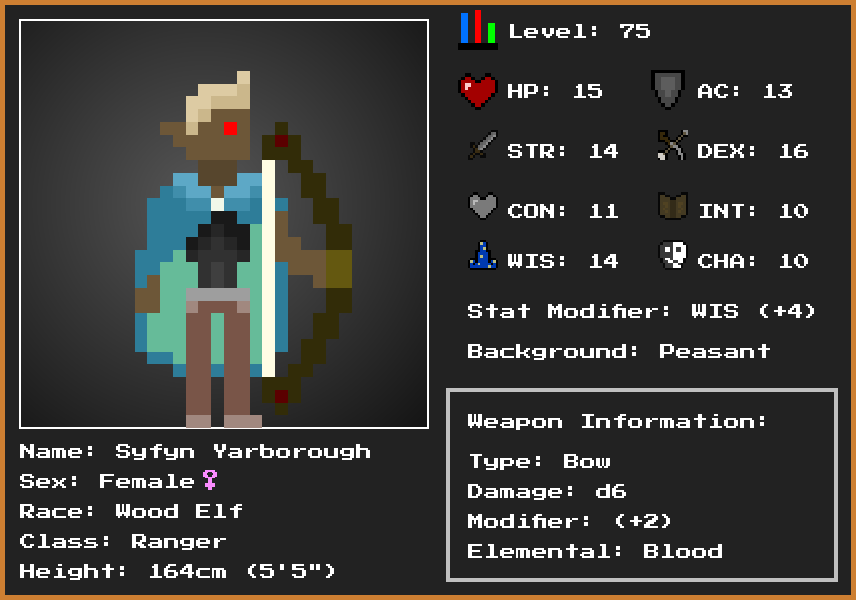 Level: 75
HP: 15
AC: 13
STR: 14
DEX: 16
CON: 11
INT: 10
WIS: 14
CHA: 10
Stat Modifier: WIS (+4)
Background: Peasant
Weapon Information:
Type: Bow
Damage: d6
Modifier: (+2)
Elemental: Blood
Name: Syfyn Yarborough
Sex: Female♀
Race: Wood Elf
Class: Ranger
Height: 164cm (5'5")